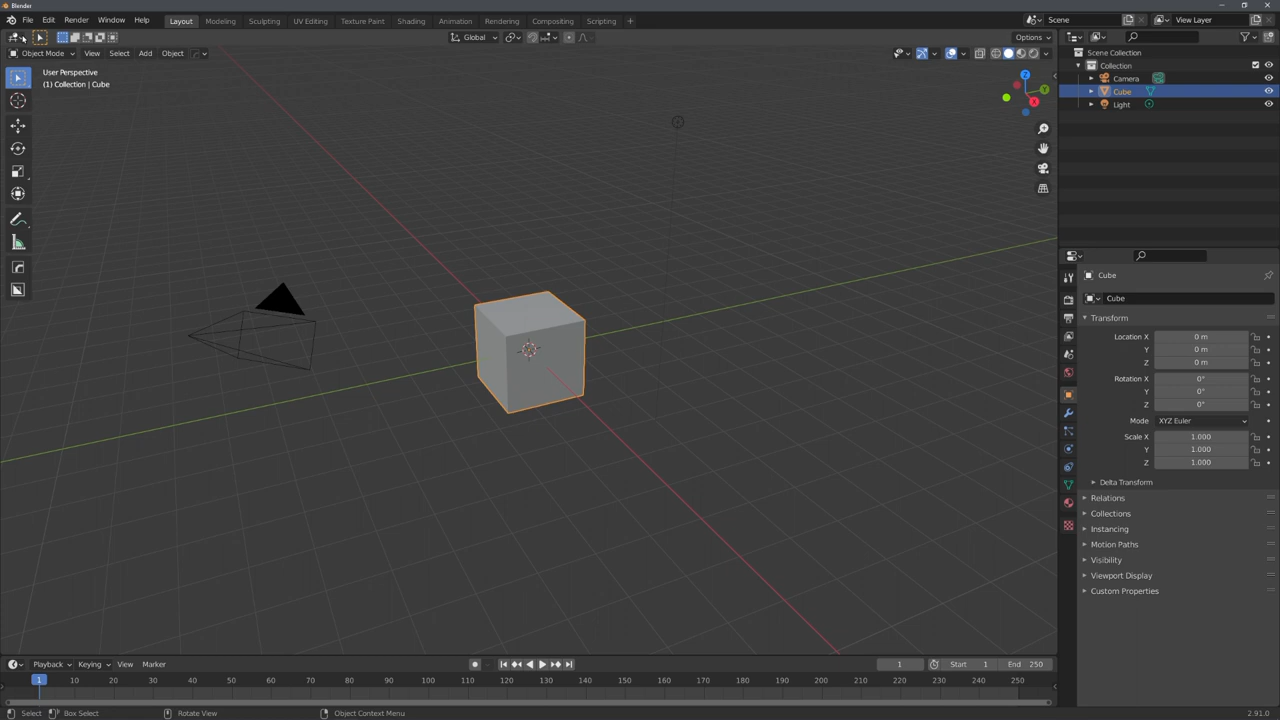 Blender
File Edit Render Window Help Layout Modeling Sculpting UV Editing Texture Paint Shading Animation Rendering Compositing Scripting + Scene View Layer
Global Options
Object Mode View Select Add Object
User Perspective
(1) Collection | Cube
Z
Y
X
Scene Collection
Collection
Camera
Cube
Light
Cube
Cube
Transform
Location X 0 m
Y 0 m
Z 0 m
Rotation X 0°
Y 0°
Z 0°
Mode XYZ Euler
Scale X 1.000
Y 1.000
Z 1.000
Delta Transform
Relations
Collections
Instancing
Motion Paths
Visibility
Viewport Display
Custom Properties
Playback Keying View Marker 1 Start 1 End 250
1 10 20 30 40 50 60 70 80 90 100 110 120 130 140 150 160 170 180 190 200 210 220 230 240 250
Select Box Select Rotate View Object Context Menu 2.91.0